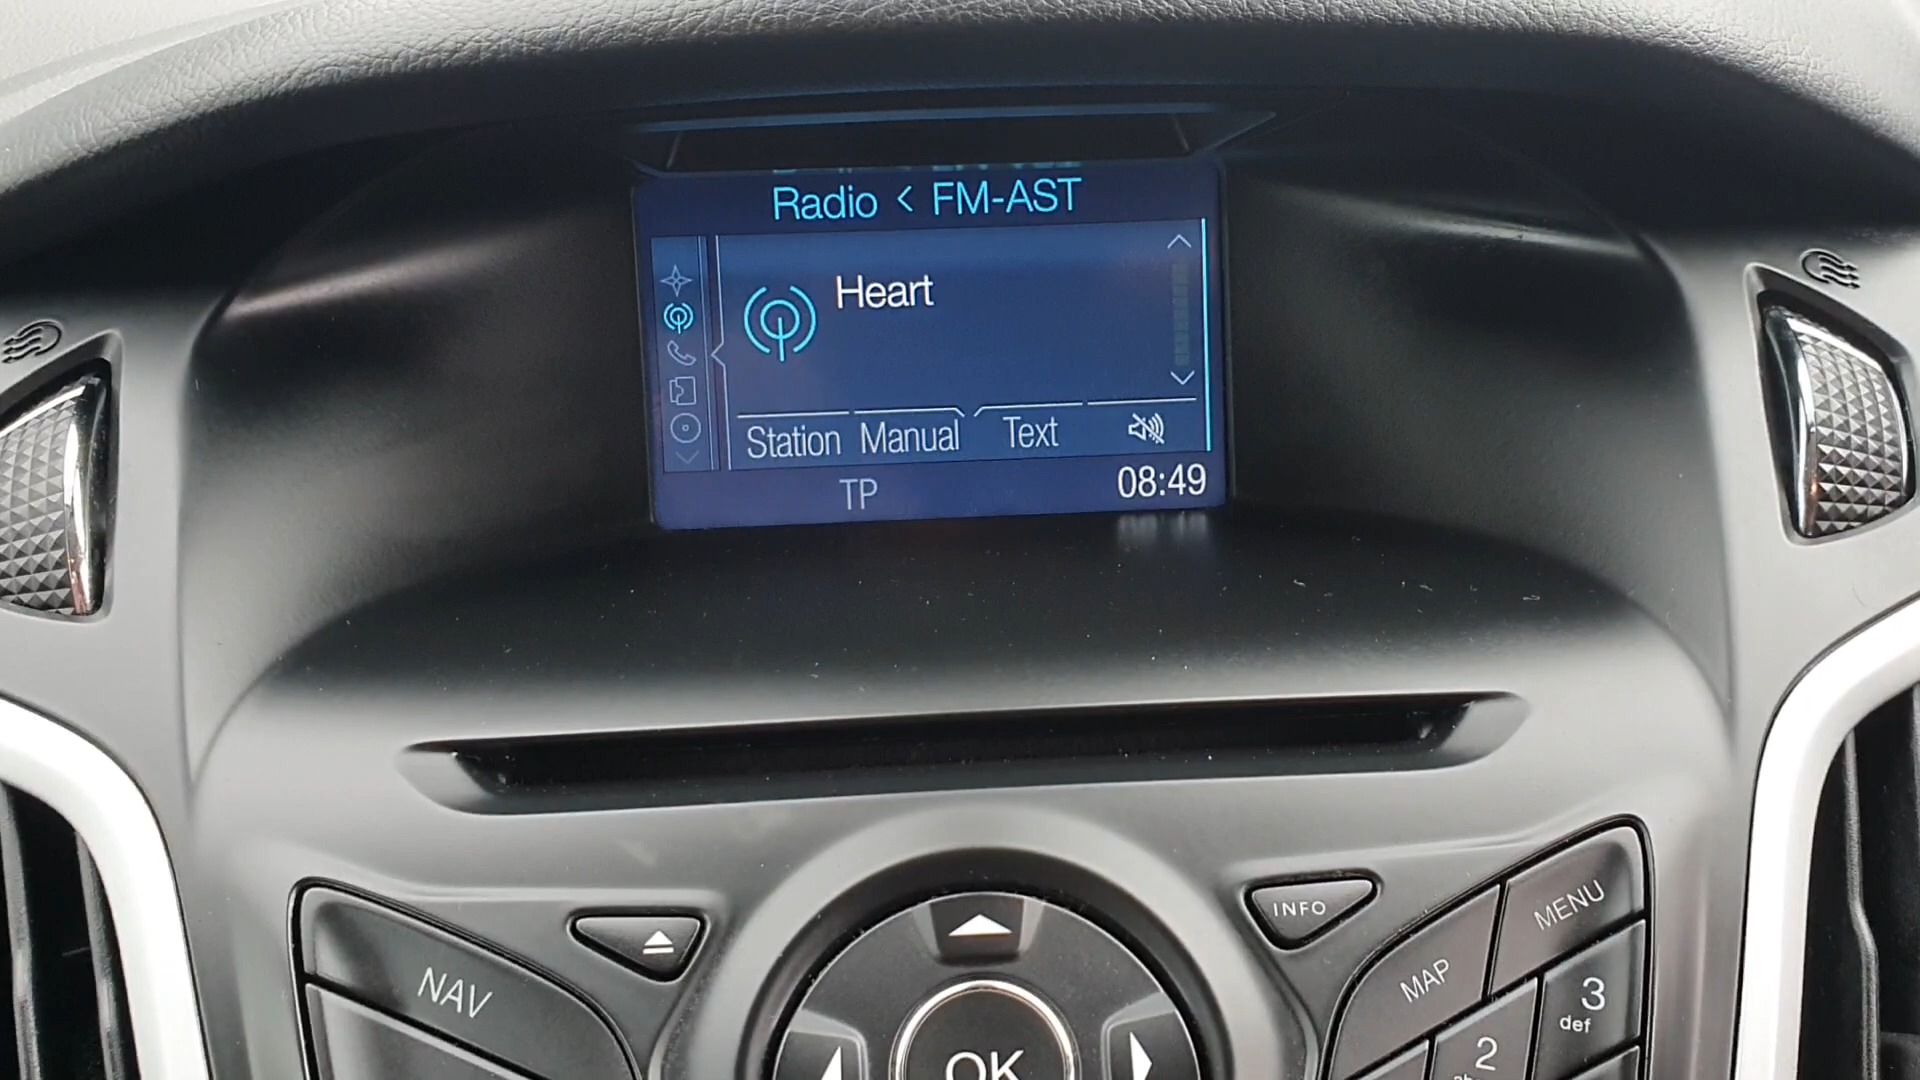 Radio < FM-AST
Heart
Station Manual Text
TP 08:49
INFO
MENU
NAV
MAP
3
def
OK
2